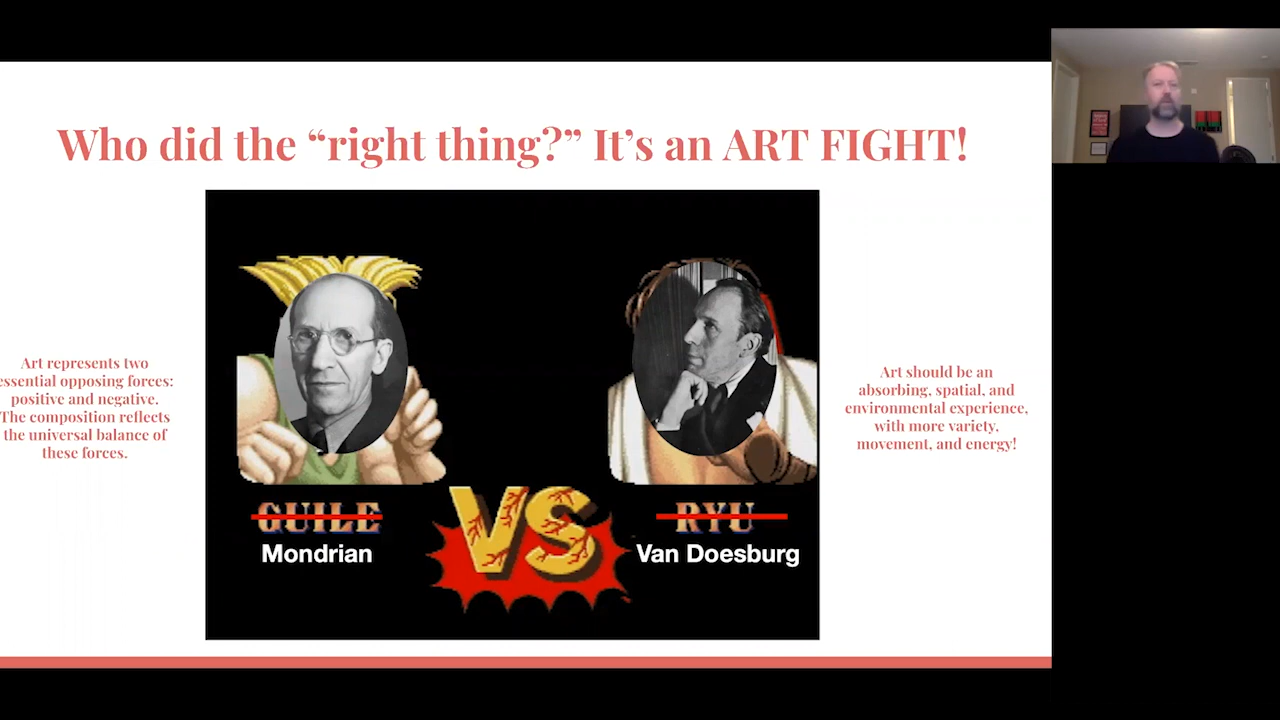 Who did the “right thing?” It’s an ART FIGHT!
Art represents two
essential opposing forces:
positive and negative.
The composition reflects
the universal balance of
these forces.
GUILE
Mondrian
VS
RYU
Van Doesburg
Art should be an
absorbing, spatial, and
environmental experience,
with more variety,
movement, and energy!